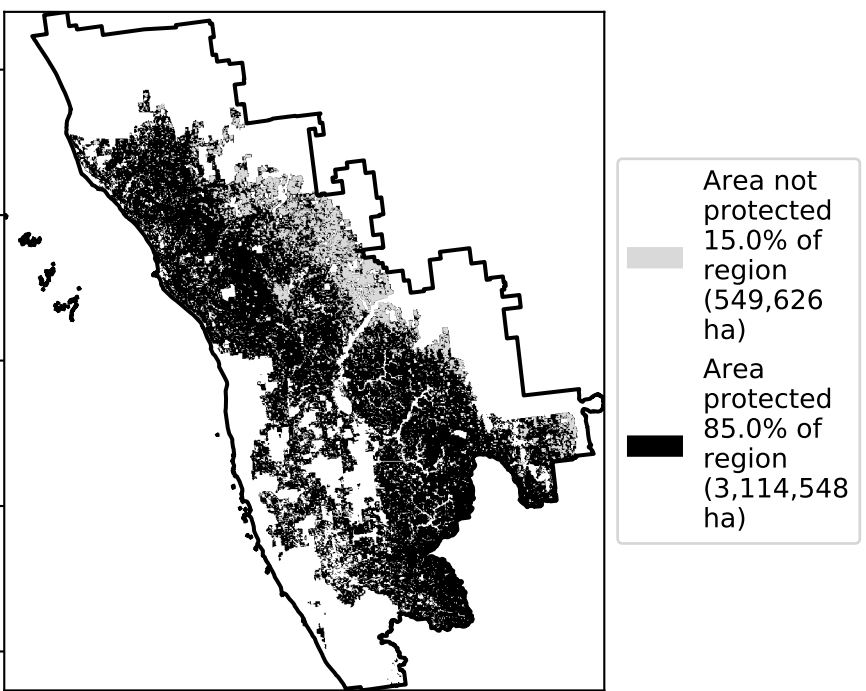 Area not
protected
15.0% of
region
(549,626
ha)
Area
protected
85.0% of
region
(3,114,548
ha)